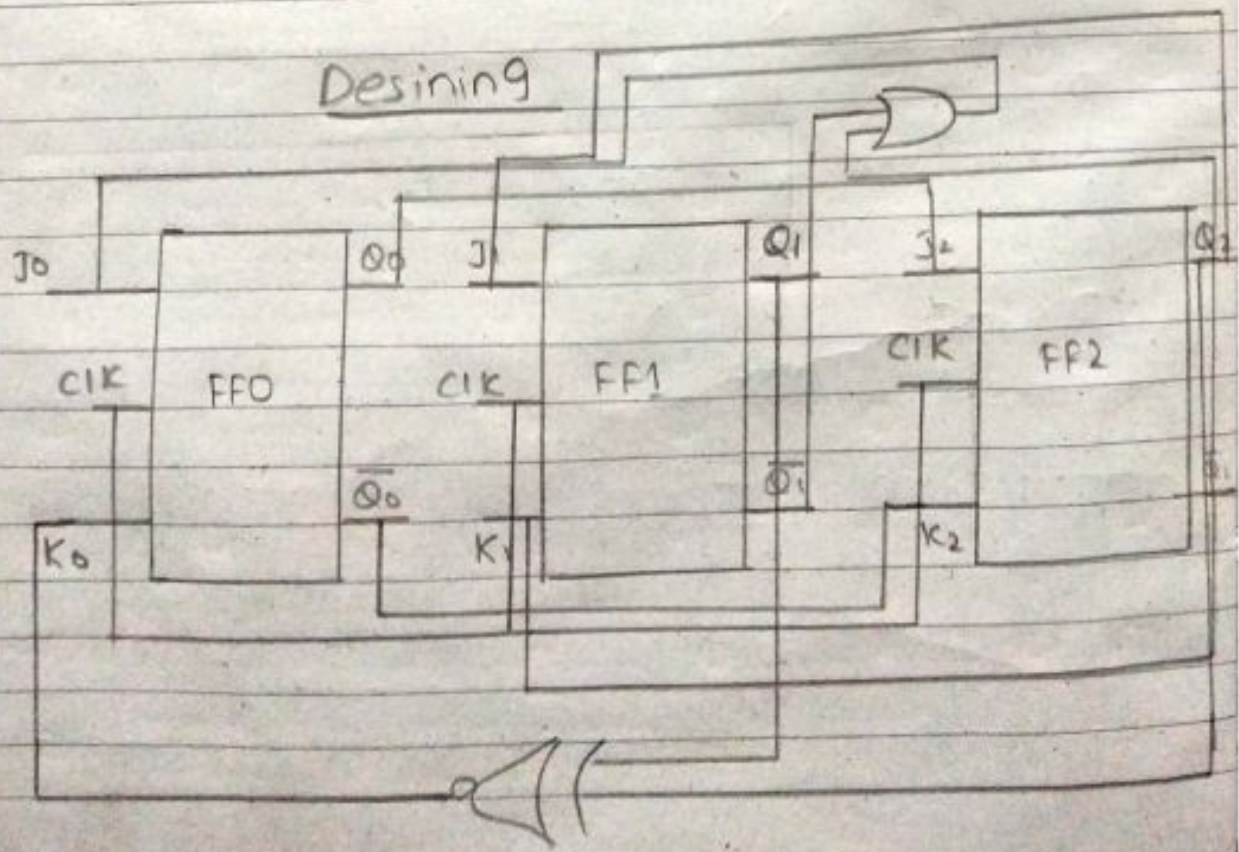 Desining
J0 Q0 J1 Q1 J2 Q2
ClK FF0 ClK FF1 ClK FF2
K0 Q̅0 K1 Q̅1 K2